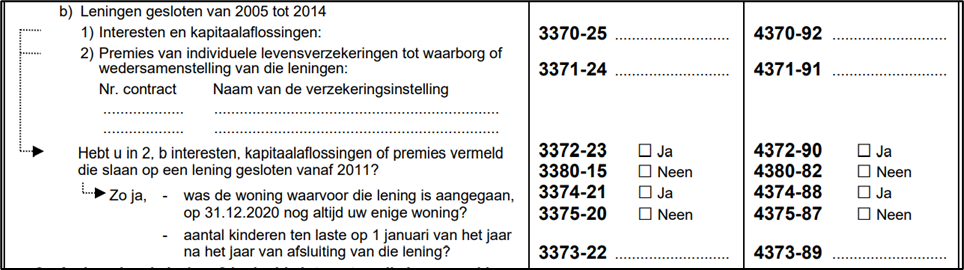 b) Leningen gesloten van 2005 tot 2014
1) Interesten en kapitaalaflossingen: 3370-25 .......................... 4370-92 ..........................
2) Premies van individuele levensverzekeringen tot waarborg of
wedersamenstelling van die leningen: 3371-24 .......................... 4371-91 ..........................
Nr. contract Naam van de verzekeringsinstelling
................... ..................................................................
................... ..................................................................
Hebt u in 2, b interesten, kapitaalaflossingen of premies vermeld 3372-23 ☐ Ja 4372-90 ☐ Ja
die slaan op een lening gesloten vanaf 2011? 3380-15 ☐ Neen 4380-82 ☐ Neen
Zo ja, - was de woning waarvoor die lening is aangegaan, 3374-21 ☐ Ja 4374-88 ☐ Ja
op 31.12.2020 nog altijd uw enige woning? 3375-20 ☐ Neen 4375-87 ☐ Neen
- aantal kinderen ten laste op 1 januari van het jaar
na het jaar van afsluiting van die lening? 3373-22 .......................... 4373-89 ..........................